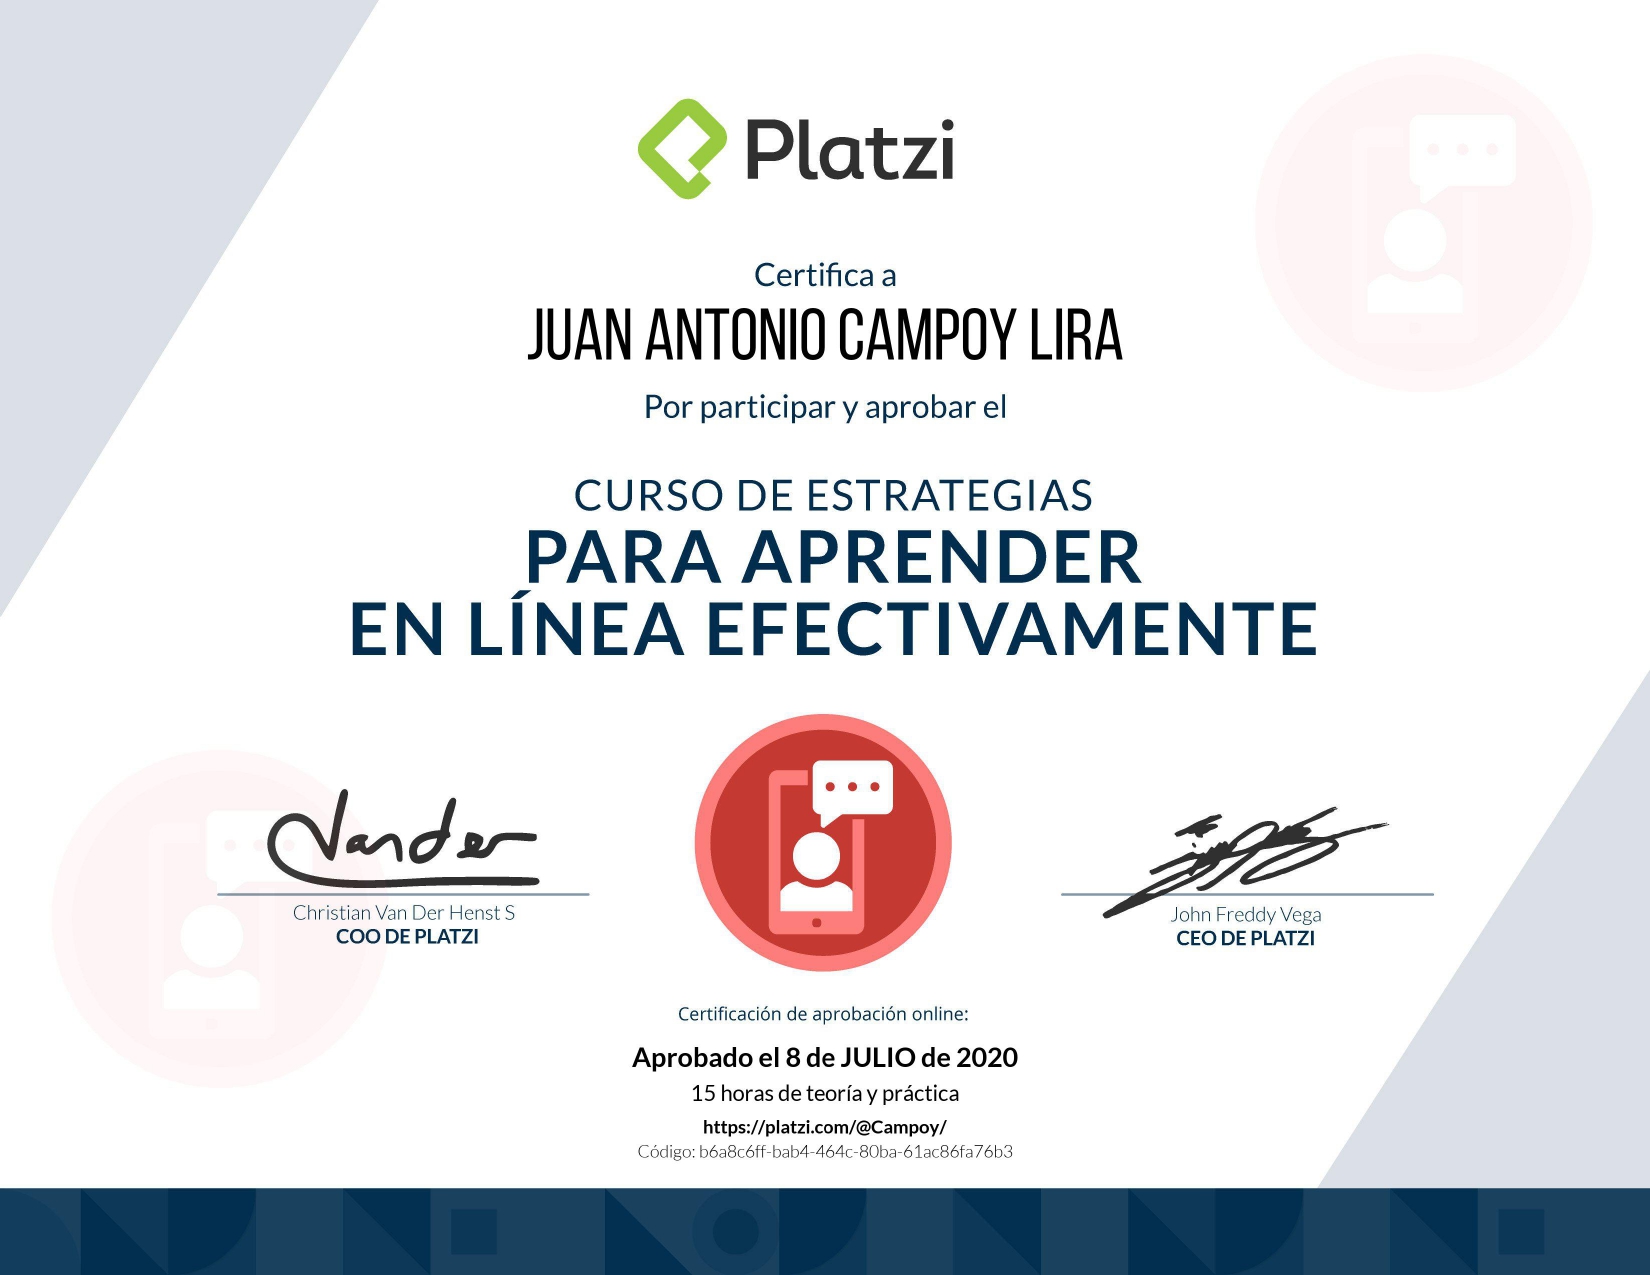 Platzi
Certifica a
JUAN ANTONIO CAMPOY LIRA
Por participar y aprobar el
CURSO DE ESTRATEGIAS
PARA APRENDER
EN LÍNEA EFECTIVAMENTE
Vander
Christian Van Der Henst S
COO DE PLATZI
John Freddy Vega
CEO DE PLATZI
Certificación de aprobación online:
Aprobado el 8 de JULIO de 2020
15 horas de teoría y práctica
https://platzi.com/@Campoy/
Código: b6a8c6ff-bab4-464c-80ba-61ac86fa76b3